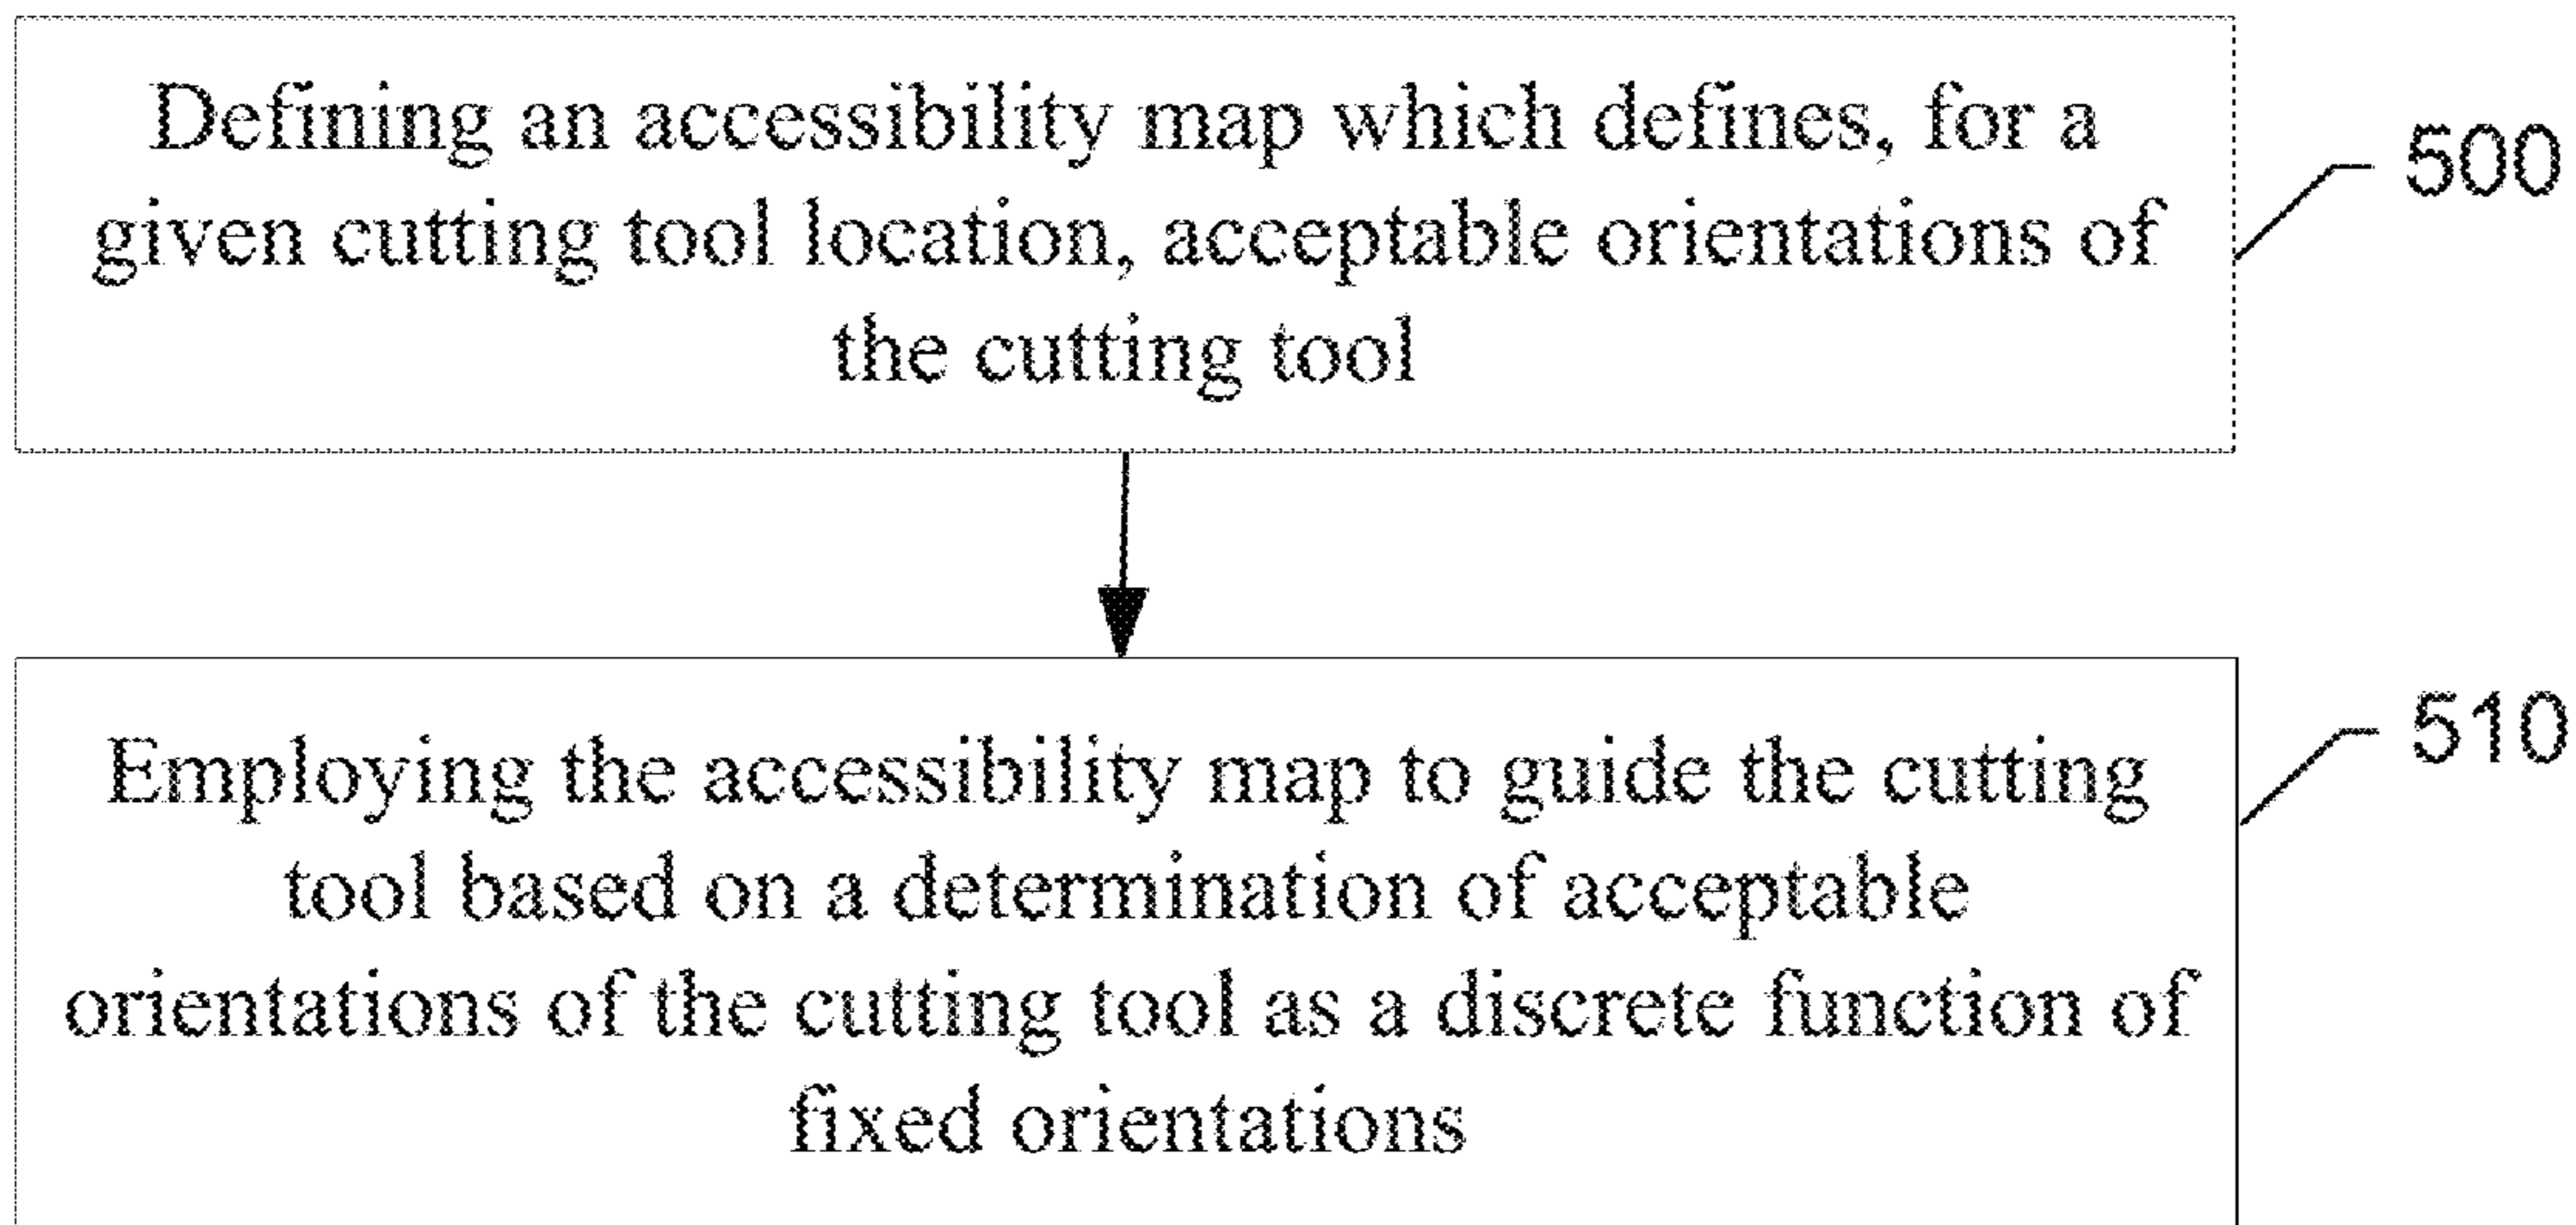 Defining an accessibility map which defines, for a
given cutting tool location, acceptable orientations of
the cutting tool
500
Employing the accessibility map to guide the cutting
tool based on a determination of acceptable
orientations of the cutting tool as a discrete function of
fixed orientations
510